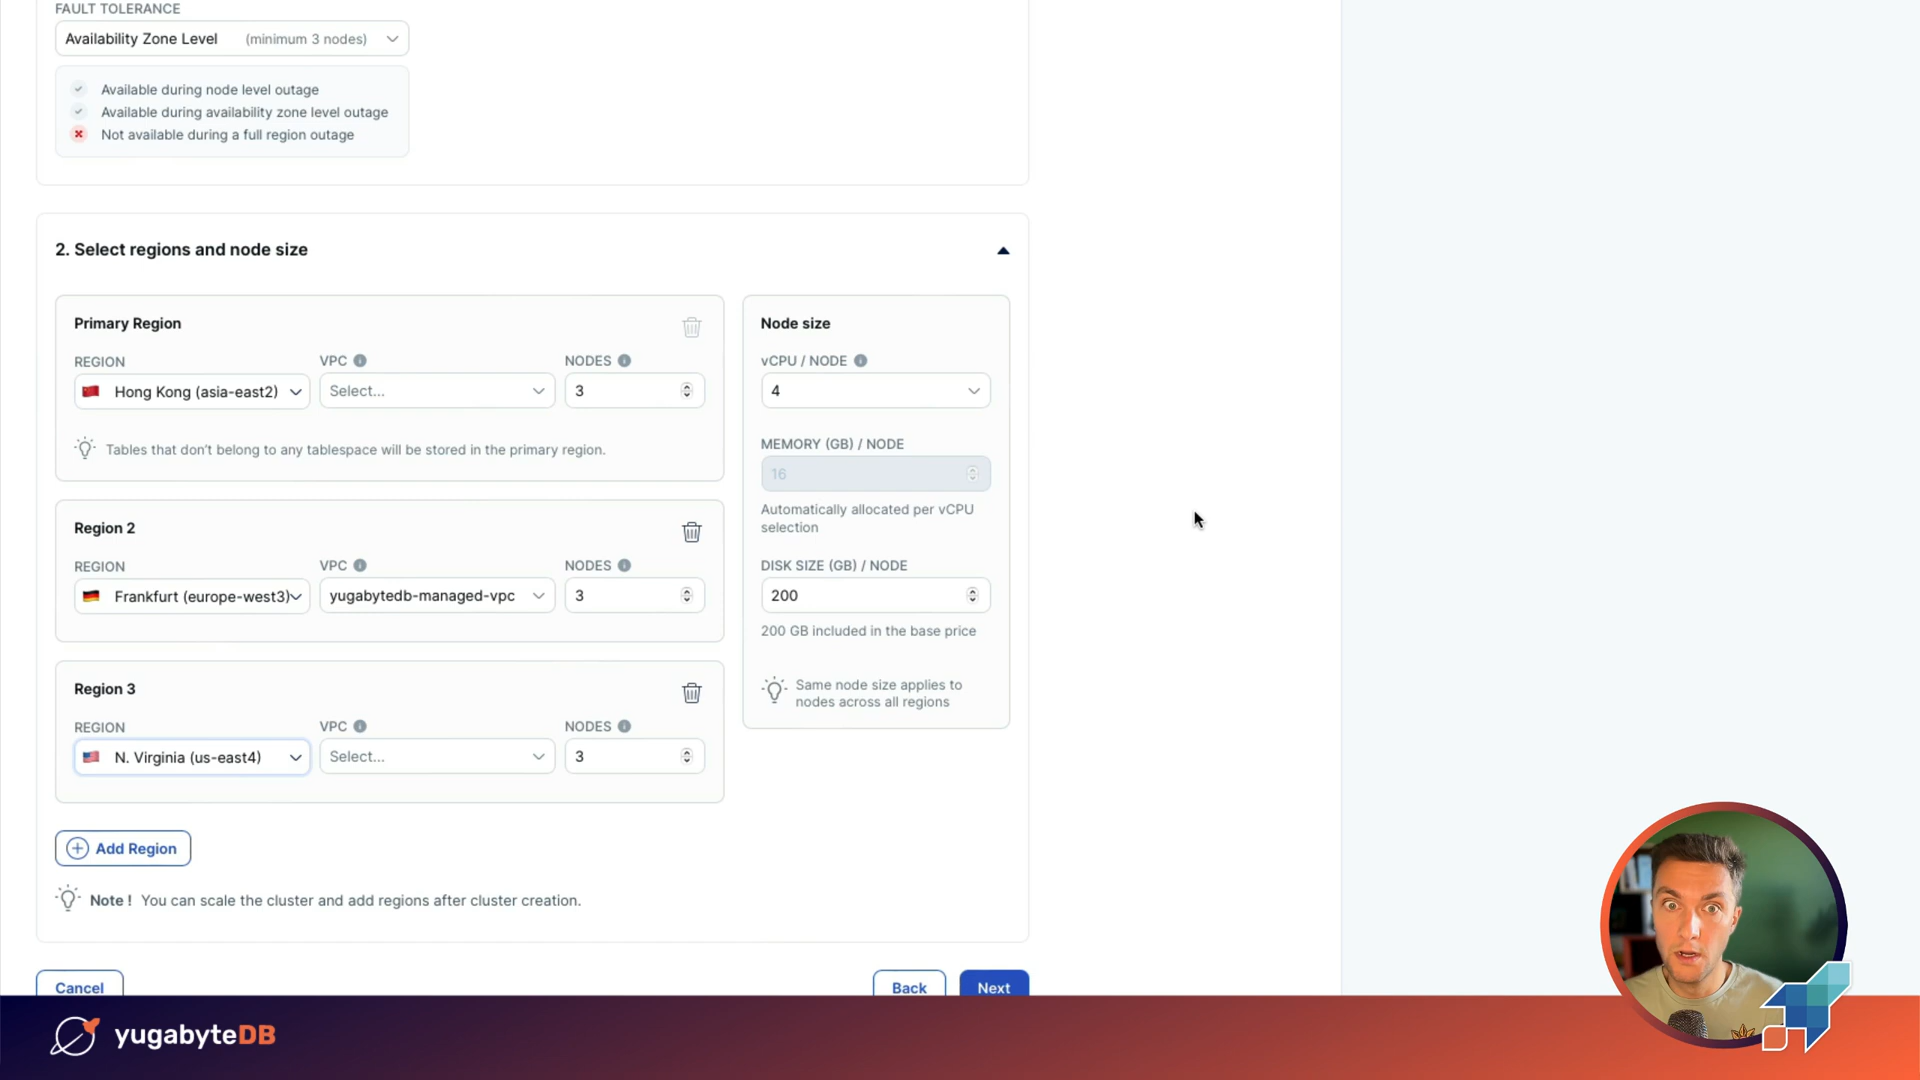 FAULT TOLERANCE
Availability Zone Level (minimum 3 nodes)
Available during node level outage
Available during availability zone level outage
Not available during a full region outage
2. Select regions and node size
Primary Region
REGION VPC NODES
Hong Kong (asia-east2) Select... 3
Tables that don't belong to any tablespace will be stored in the primary region.
Region 2
REGION VPC NODES
Frankfurt (europe-west3) yugabytedb-managed-vpc 3
Region 3
REGION VPC NODES
N. Virginia (us-east4) Select... 3
Node size
vCPU / NODE
4
MEMORY (GB) / NODE
16
Automatically allocated per vCPU
selection
DISK SIZE (GB) / NODE
200
200 GB included in the base price
Same node size applies to
nodes across all regions
Add Region
Note ! You can scale the cluster and add regions after cluster creation.
Cancel Back Next
yugabyteDB